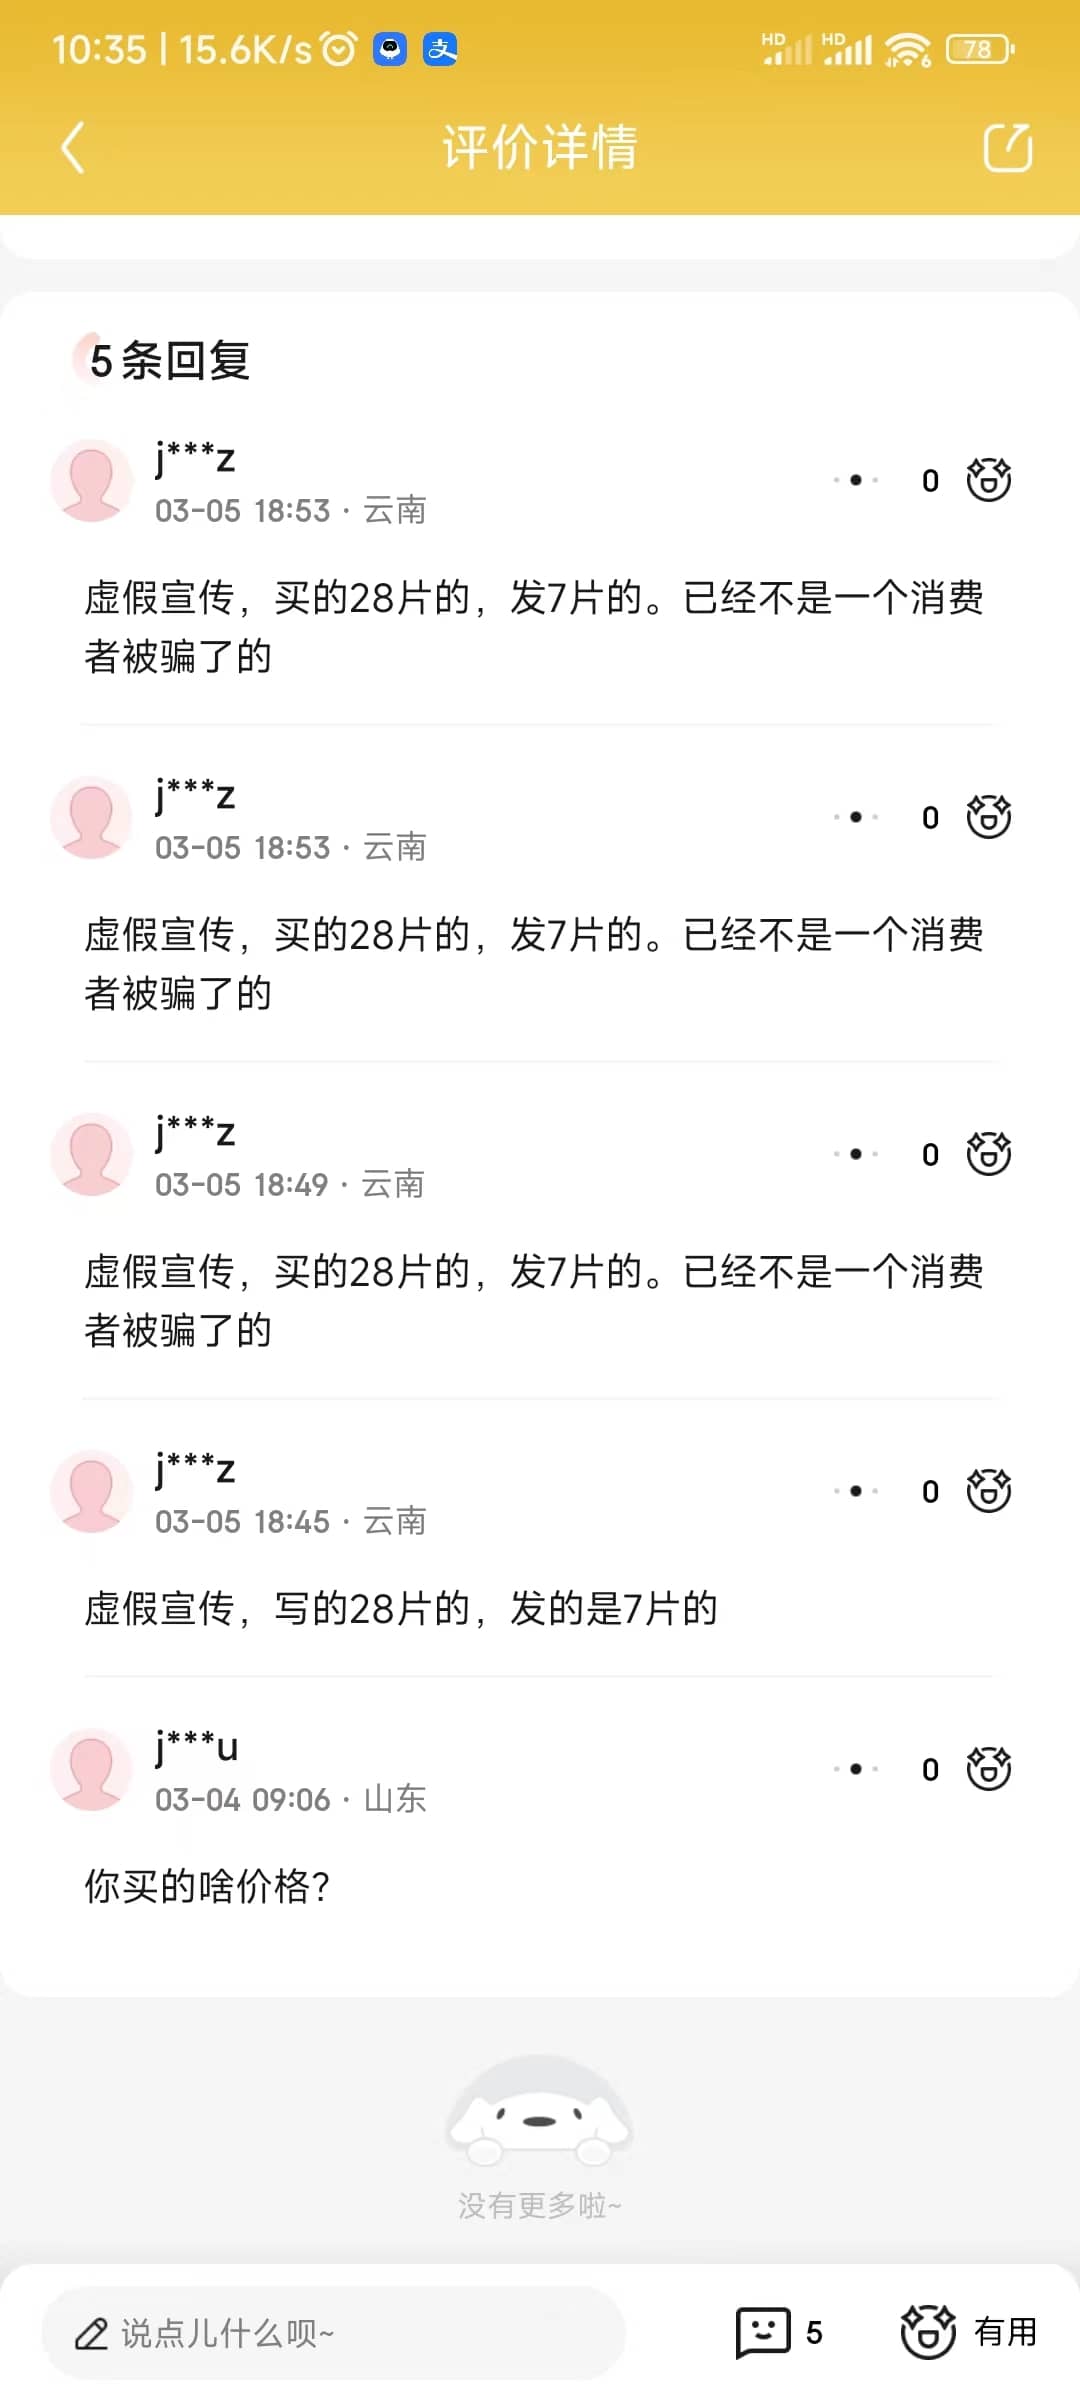 10:35 | 15.6K/s
支
HD
HD
6
78
评价详情
5条回复
j***z
03-05 18:53 · 云南
0
虚假宣传，买的28片的，发7片的。已经不是一个消费
者被骗了的
j***z
03-05 18:53 · 云南
0
虚假宣传，买的28片的，发7片的。已经不是一个消费
者被骗了的
j***z
03-05 18:49 · 云南
0
虚假宣传，买的28片的，发7片的。已经不是一个消费
者被骗了的
j***z
03-05 18:45 · 云南
0
虚假宣传，写的28片的，发的是7片的
j***u
03-04 09:06 · 山东
0
你买的啥价格？
没有更多啦~
说点儿什么呗~
5
有用